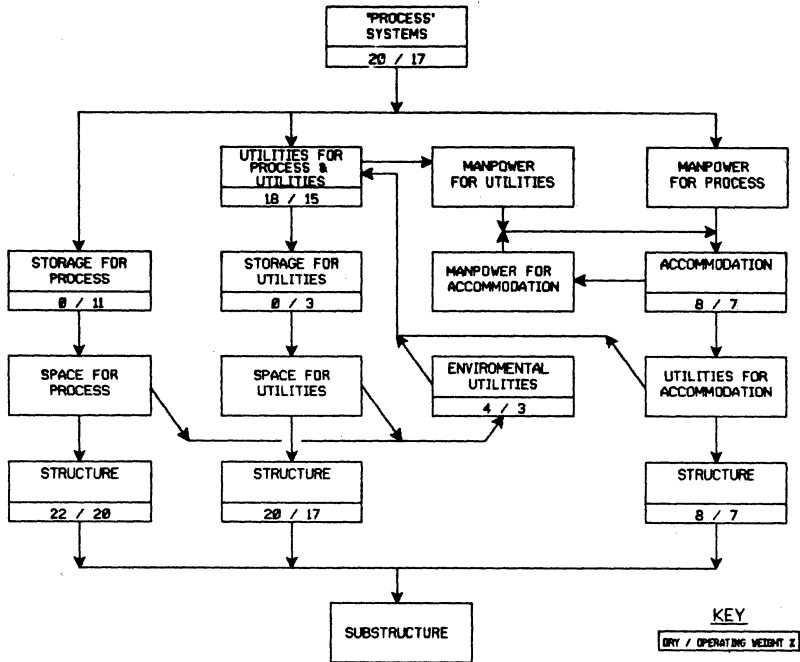 "PROCESS"
SYSTEMS
20 / 17
UTILITIES FOR
PROCESS &
UTILITIES
18 / 15
MANPOWER
FOR UTILITIES
MANPOWER
FOR PROCESS
STORAGE FOR
PROCESS
0 / 11
STORAGE FOR
UTILITIES
0 / 3
MANPOWER FOR
ACCOMMODATION
ACCOMMODATION
8 / 7
SPACE FOR
PROCESS
SPACE FOR
UTILITIES
ENVIROMENTAL
UTILITIES
4 / 3
UTILITIES FOR
ACCOMMODATION
STRUCTURE
22 / 20
STRUCTURE
20 / 17
STRUCTURE
8 / 7
SUBSTRUCTURE
KEY
DRY / OPERATING WEIGHT %